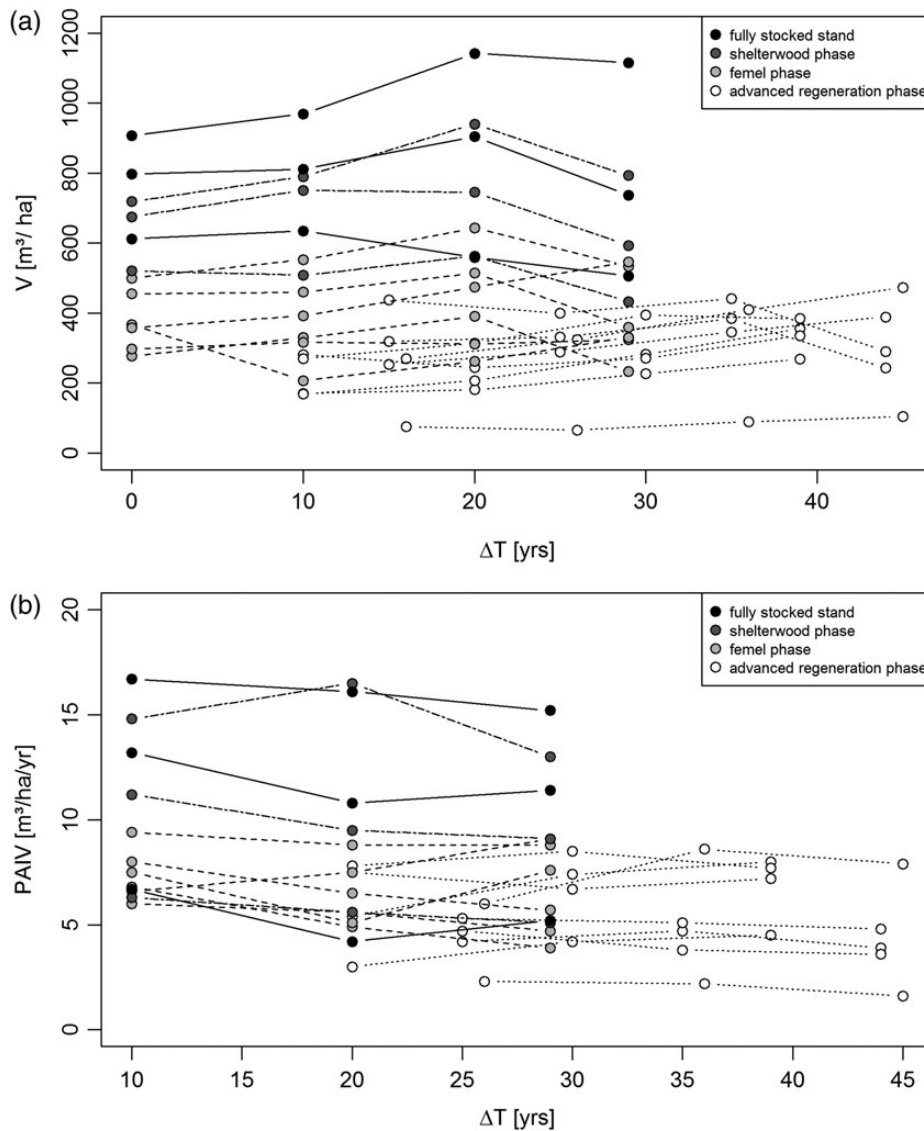 (a)
1200
1000
800
600
400
200
0
V [m³/ ha]
fully stocked stand
shelterwood phase
femel phase
advanced regeneration phase
0 10 20 30 40
ΔT [yrs]
(b)
20
15
10
5
0
PAIV [m³/ha/yr]
fully stocked stand
shelterwood phase
femel phase
advanced regeneration phase
10 15 20 25 30 35 40 45
ΔT [yrs]